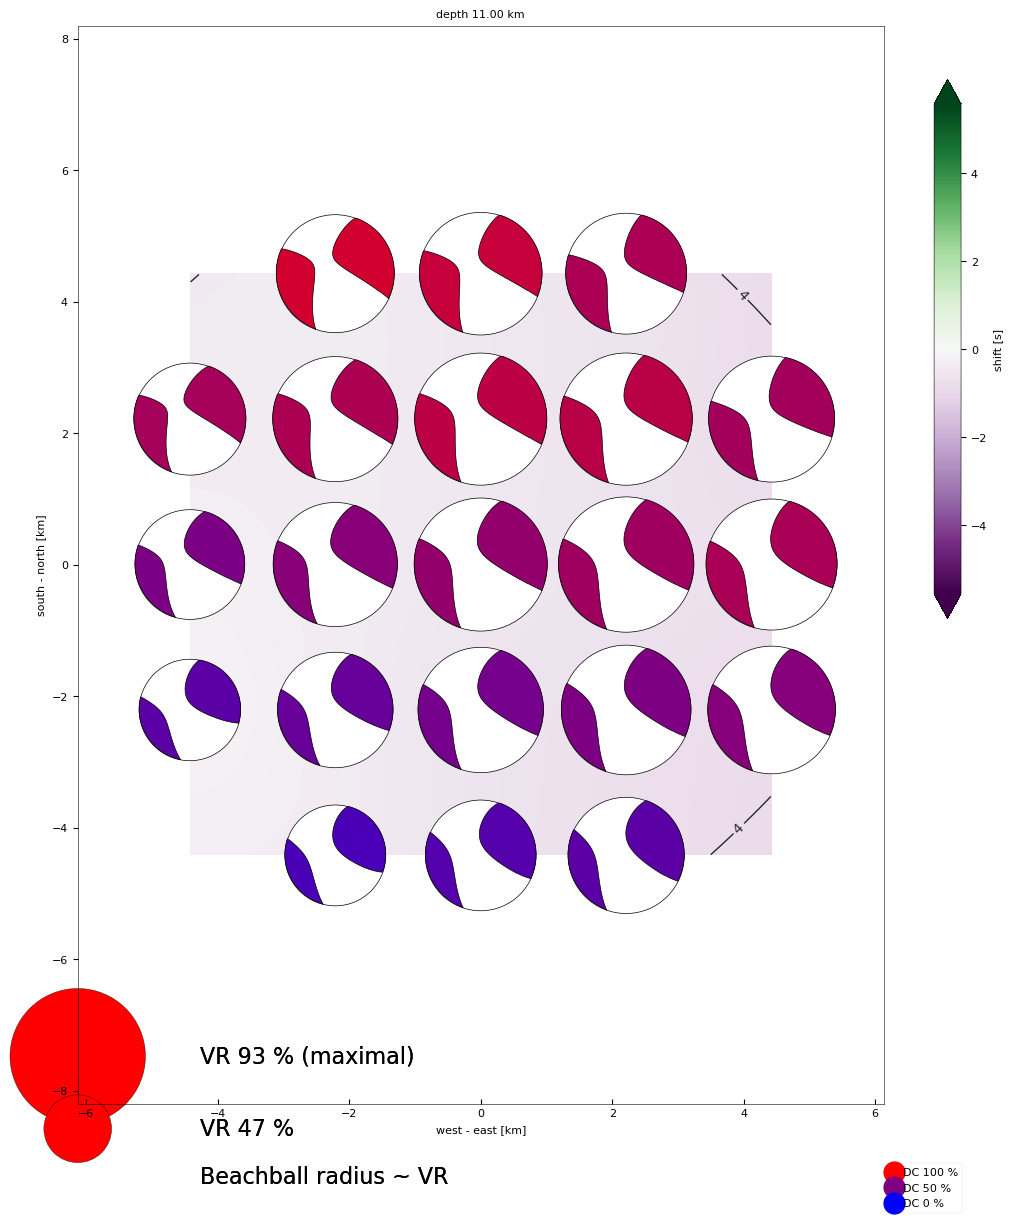 depth 11.00 km
8
6
4
2
0
−2
−4
−6
−8
south - north [km]
−6
−4
−2
0
2
4
6
west - east [km]
4
4
4
2
0
−2
−4
shift [s]
VR 93 % (maximal)
VR 47 %
Beachball radius ~ VR
DC 100 %
DC 50 %
DC 0 %